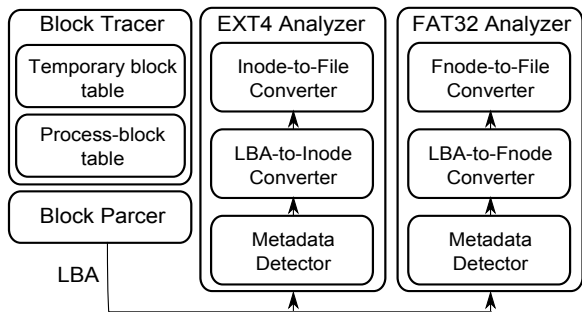 Block Tracer
Temporary block
table
Process-block
table
Block Parcer
LBA
EXT4 Analyzer
Inode-to-File
Converter
LBA-to-Inode
Converter
Metadata
Detector
FAT32 Analyzer
Fnode-to-File
Converter
LBA-to-Fnode
Converter
Metadata
Detector